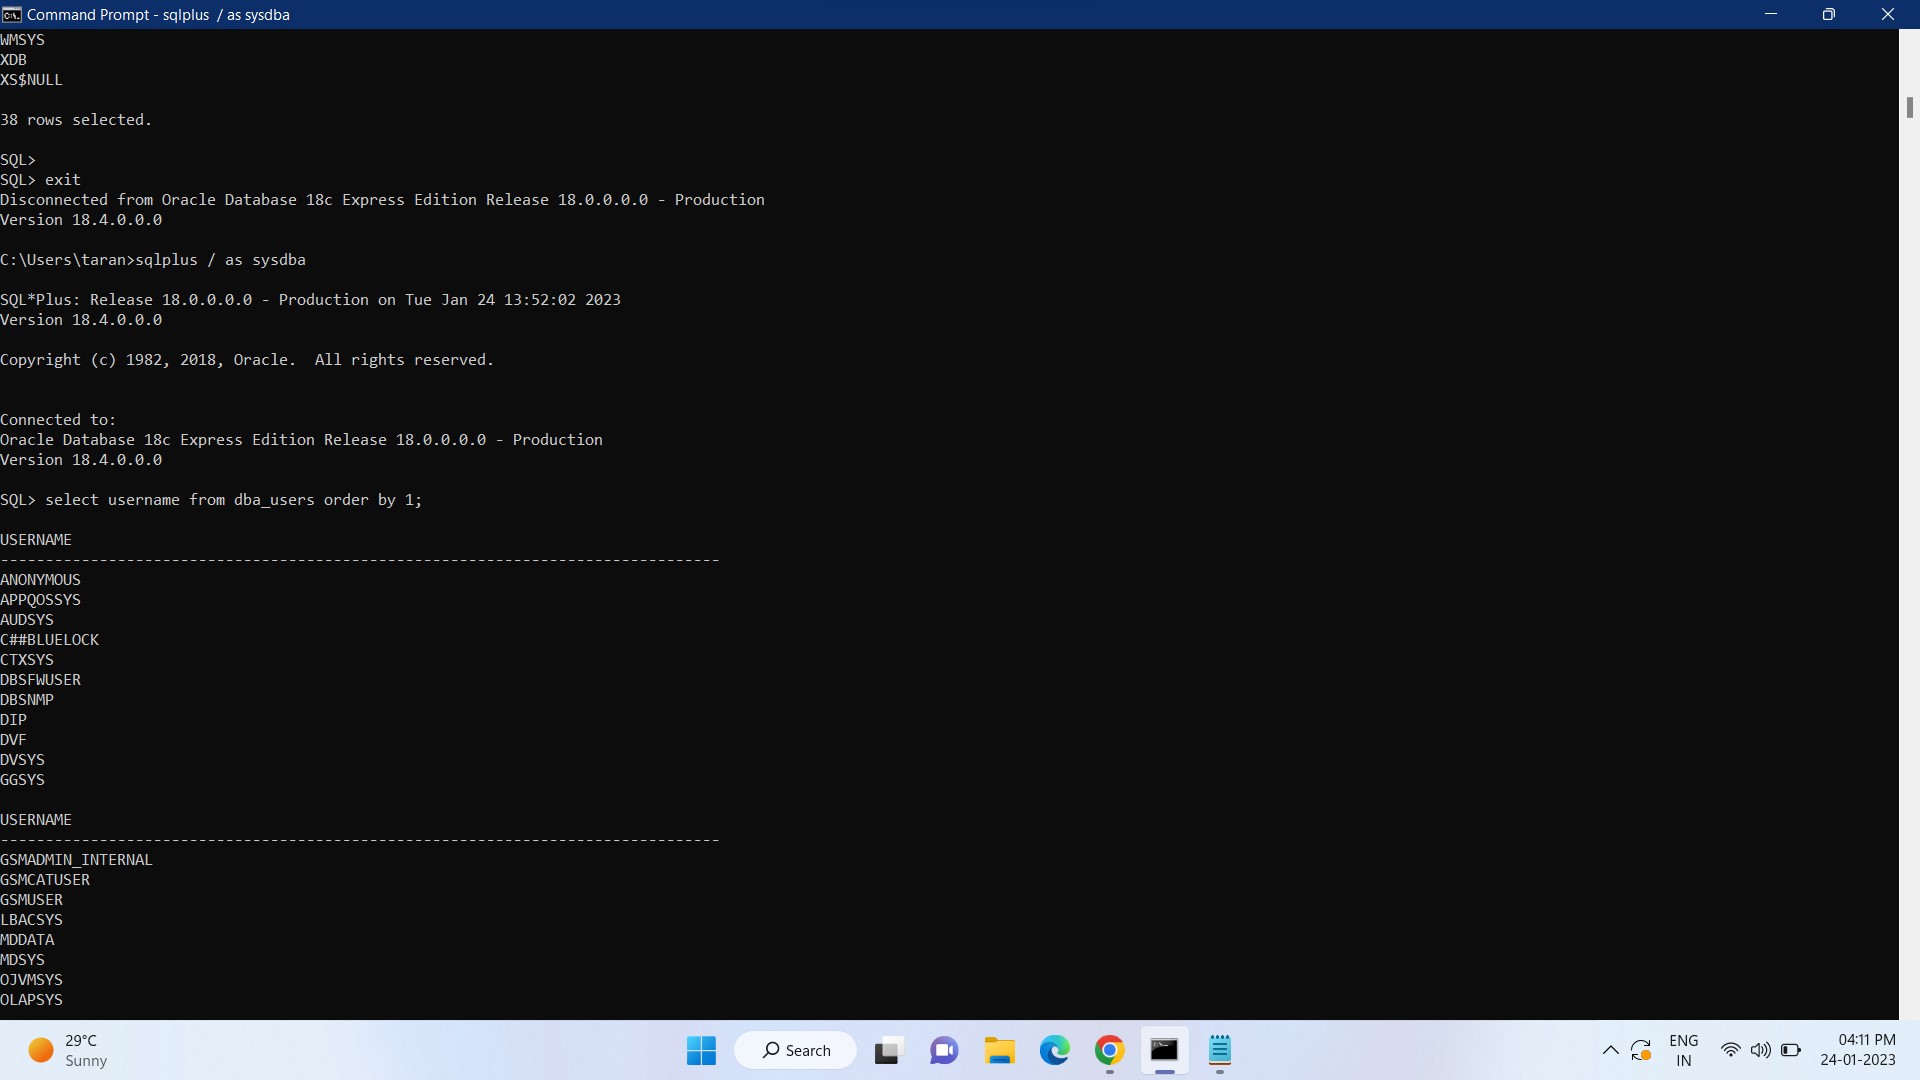 Command Prompt - sqlplus  / as sysdba
WMSYS
XDB
XS$NULL
38 rows selected.
SQL>
SQL> exit
Disconnected from Oracle Database 18c Express Edition Release 18.0.0.0.0 - Production
Version 18.4.0.0.0
C:\Users\taran>sqlplus / as sysdba
SQL*Plus: Release 18.0.0.0.0 - Production on Tue Jan 24 13:52:02 2023
Version 18.4.0.0.0
Copyright (c) 1982, 2018, Oracle.  All rights reserved.
Connected to:
Oracle Database 18c Express Edition Release 18.0.0.0.0 - Production
Version 18.4.0.0.0
SQL> select username from dba_users order by 1;
USERNAME
--------------------------------------------------------------------------------
ANONYMOUS
APPQOSSYS
AUDSYS
C##BLUELOCK
CTXSYS
DBSFWUSER
DBSNMP
DIP
DVF
DVSYS
GGSYS
USERNAME
--------------------------------------------------------------------------------
GSMADMIN_INTERNAL
GSMCATUSER
GSMUSER
LBACSYS
MDDATA
MDSYS
OJVMSYS
OLAPSYS
29°C
Sunny
Search
ENG
IN
04:11 PM
24-01-2023